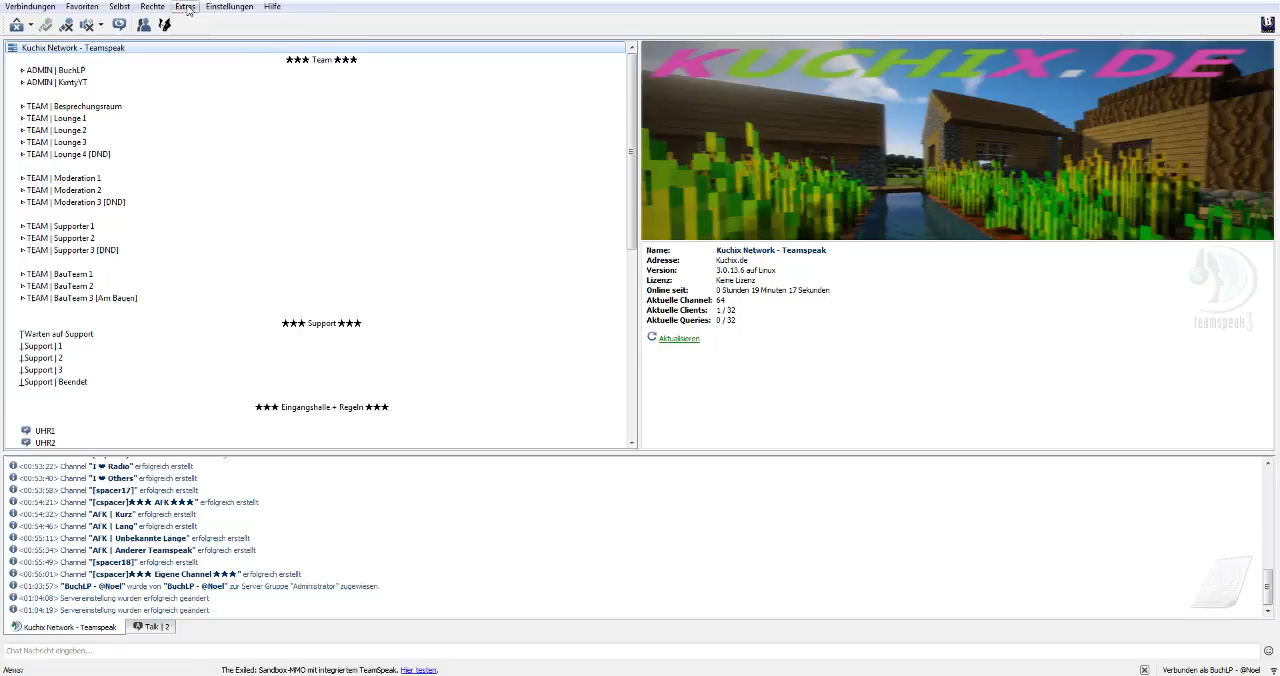 Verbindungen Favoriten Selbst Rechte Extras Einstellungen Hilfe
Kuchix Network - Teamspeak
★★★ Team ★★★
ADMIN | BuchLP
ADMIN | KimtyYT
TEAM | Besprechungsraum
TEAM | Lounge 1
TEAM | Lounge 2
TEAM | Lounge 3
TEAM | Lounge 4 [DND]
TEAM | Moderation 1
TEAM | Moderation 2
TEAM | Moderation 3 [DND]
TEAM | Supporter 1
TEAM | Supporter 2
TEAM | Supporter 3 [DND]
TEAM | BauTeam 1
TEAM | BauTeam 2
TEAM | BauTeam 3 [Am Bauen]
★★★ Support ★★★
Warten auf Support
Support | 1
Support | 2
Support | 3
Support | Beendet
★★★ Eingangshalle + Regeln ★★★
UHR1
UHR2
KUCHIX.DE
Name: Kuchix Network - Teamspeak
Adresse: Kuchix.de
Version: 3.0.13.6 auf Linux
Lizenz: Keine Lizenz
Online seit: 0 Stunden 19 Minuten 17 Sekunden
Aktuelle Channel: 64
Aktuelle Clients: 1 / 32
Aktuelle Queries: 0 / 32
Aktualisieren
teamspeak3
<00:53:22> Channel "I ❤ Radio" erfolgreich erstellt
<00:53:40> Channel "I ❤ Others" erfolgreich erstellt
<00:53:58> Channel "[spacer17]" erfolgreich erstellt
<00:54:21> Channel "[cspacer]★★★ AFK ★★★" erfolgreich erstellt
<00:54:32> Channel "AFK | Kurz" erfolgreich erstellt
<00:54:46> Channel "AFK | Lang" erfolgreich erstellt
<00:55:11> Channel "AFK | Unbekannte Länge" erfolgreich erstellt
<00:55:34> Channel "AFK | Anderer Teamspeak" erfolgreich erstellt
<00:55:49> Channel "[spacer18]" erfolgreich erstellt
<00:56:01> Channel "[cspacer]★★★ Eigene Channel ★★★" erfolgreich erstellt
<01:03:57> "BuchLP - @Noel" wurde von "BuchLP - @Noel" zur Server Gruppe "Administrator" zugewiesen.
<01:04:08> Servereinstellung wurden erfolgreich geändert
<01:04:19> Servereinstellung wurden erfolgreich geändert
Kuchix Network - Teamspeak Talk | 2
Chat Nachricht eingeben...
News: The Exiled: Sandbox-MMO mit integriertem TeamSpeak. Hier testen. Verbunden als BuchLP - @Noel